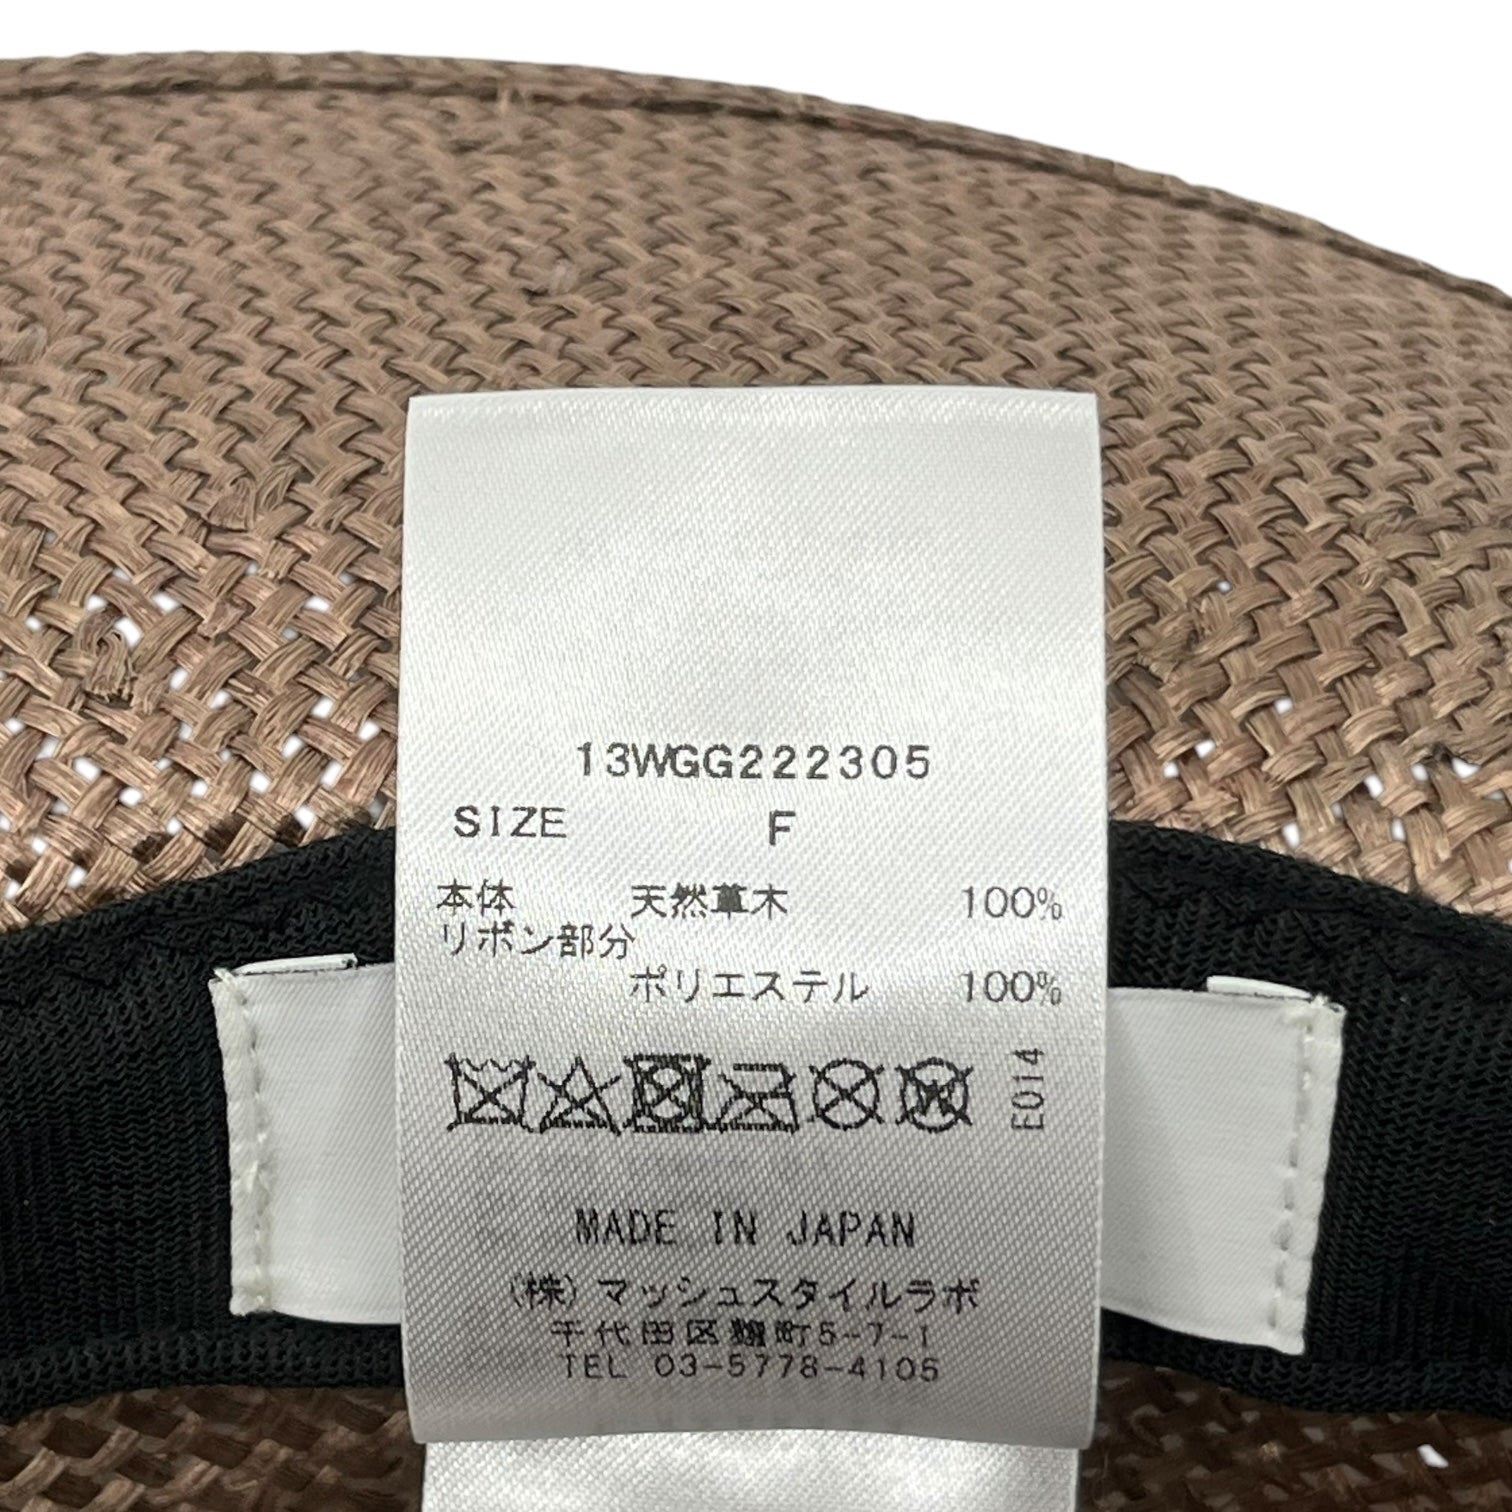 13WGG222305
SIZE F
本体 天然草木 100%
リボン部分
ポリエステル 100%
W
E014
MADE IN JAPAN
(株)マッシュスタイルラボ
千代田区麹町5-7-1
TEL 03-5778-4105